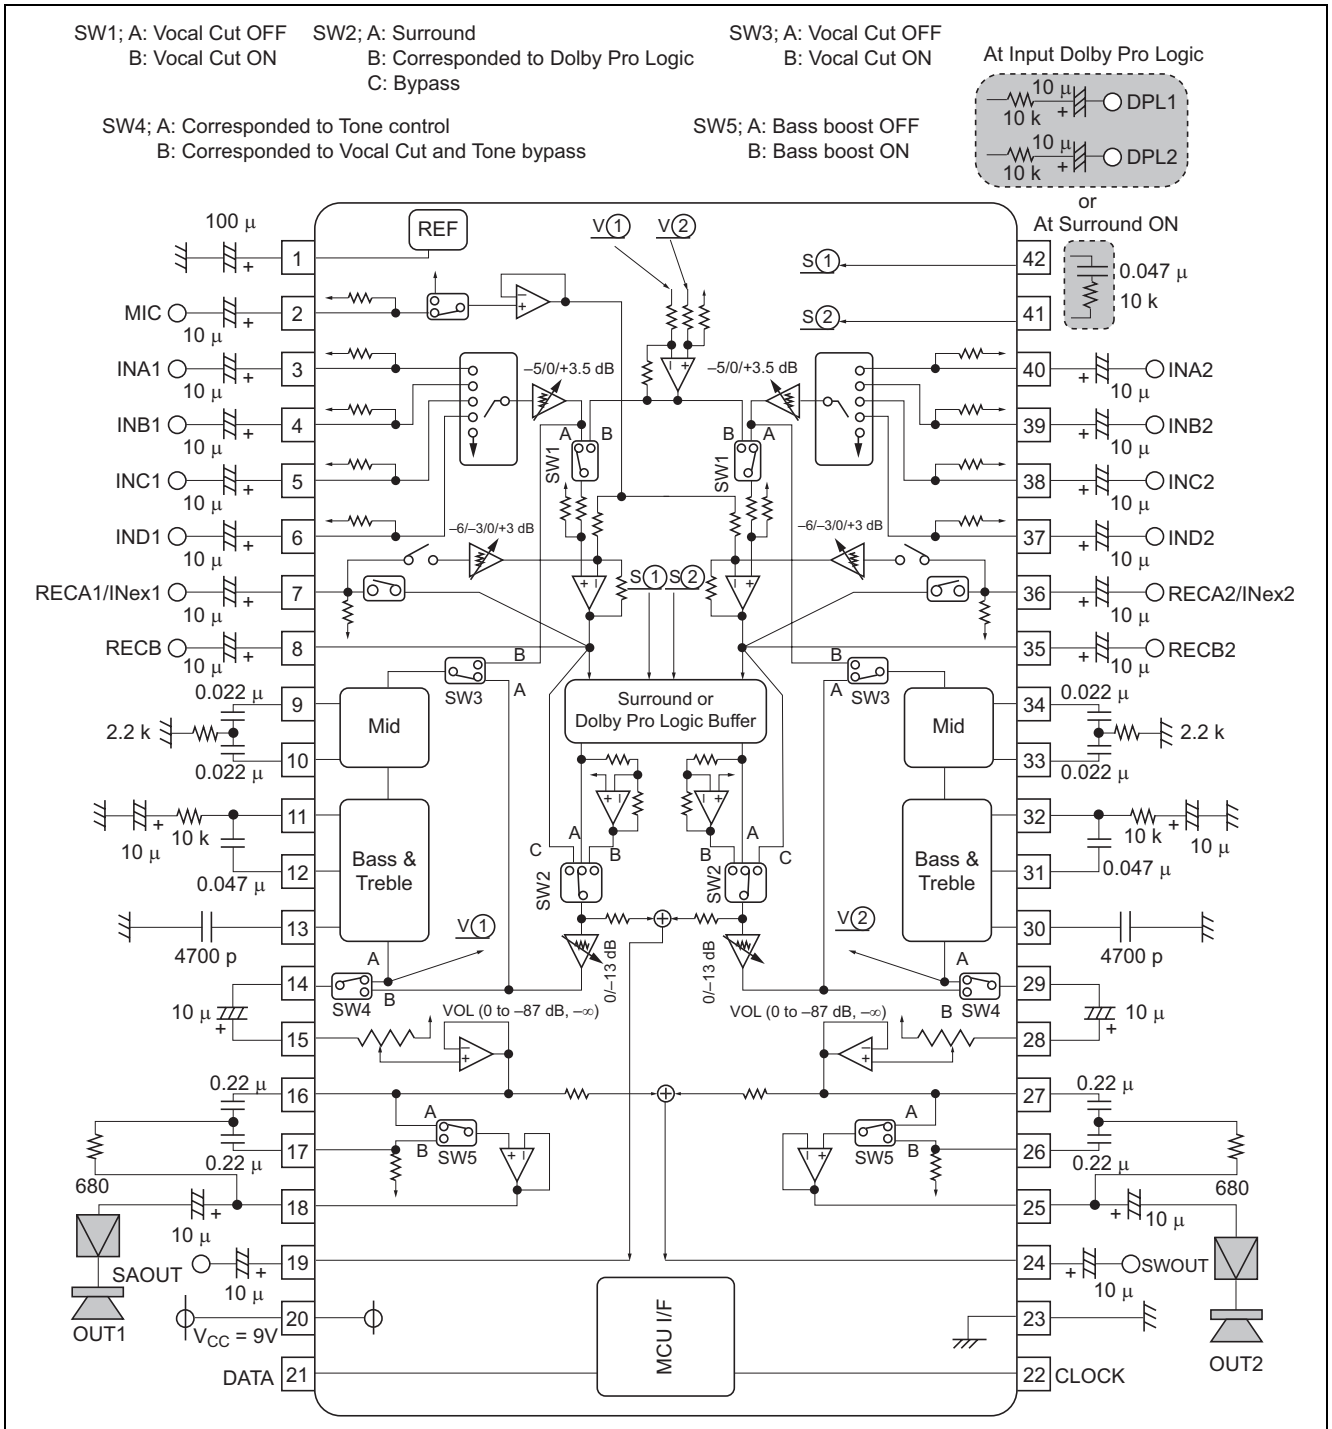 SW1; A: Vocal Cut OFF
B: Vocal Cut ON
SW2; A: Surround
B: Corresponded to Dolby Pro Logic
C: Bypass
SW3; A: Vocal Cut OFF
B: Vocal Cut ON
SW4; A: Corresponded to Tone control
B: Corresponded to Vocal Cut and Tone bypass
SW5; A: Bass boost OFF
B: Bass boost ON
At Input Dolby Pro Logic
10 μ
+
10 k
DPL1
10 μ
+
10 k
DPL2
or
At Surround ON
0.047 μ
10 k
100 μ
+
1
REF
V①
V②
S①
42
MIC
10 μ
+
2
−
+
S②
41
INA1
10 μ
+
3
–5/0/+3.5 dB
− +
–5/0/+3.5 dB
40
+
10 μ
INA2
INB1
10 μ
+
4
A
B
SW1
B
A
SW1
39
+
10 μ
INB2
INC1
10 μ
+
5
38
+
10 μ
INC2
IND1
10 μ
+
6
–6/–3/0/+3 dB
–6/–3/0/+3 dB
37
+
10 μ
IND2
RECA1/INex1
10 μ
+
7
+ −
S①
S②
− +
36
+
10 μ
RECA2/INex2
RECB
10 μ
+
8
B
SW3
A
B
SW3
A
35
+
10 μ
RECB2
0.022 μ
9
2.2 k
10
0.022 μ
Mid
Surround or
Dolby Pro Logic Buffer
Mid
34
0.022 μ
2.2 k
33
0.022 μ
+
10 μ
10 k
11
12
0.047 μ
Bass &
Treble
+ −
− +
C
A
B
SW2
B
A
C
SW2
Bass &
Treble
32
10 k
+
10 μ
31
0.047 μ
13
4700 p
V①
A
0/–13 dB
0/–13 dB
V②
A
30
4700 p
14
SW4
B
10 μ
+
15
VOL (0 to –87 dB, –∞)
−
+
VOL (0 to –87 dB, –∞)
−
+
B
SW4
29
10 μ
+
28
0.22 μ
16
17
0.22 μ
A
B
SW5
+ −
+
+
− +
A
B
SW5
27
0.22 μ
26
0.22 μ
680
10 μ
+
18
25
+
10 μ
680
SAOUT
10 μ
+
19
24
+
10 μ
SWOUT
OUT1
VCC = 9V
20
MCU I/F
23
OUT2
DATA
21
22
CLOCK